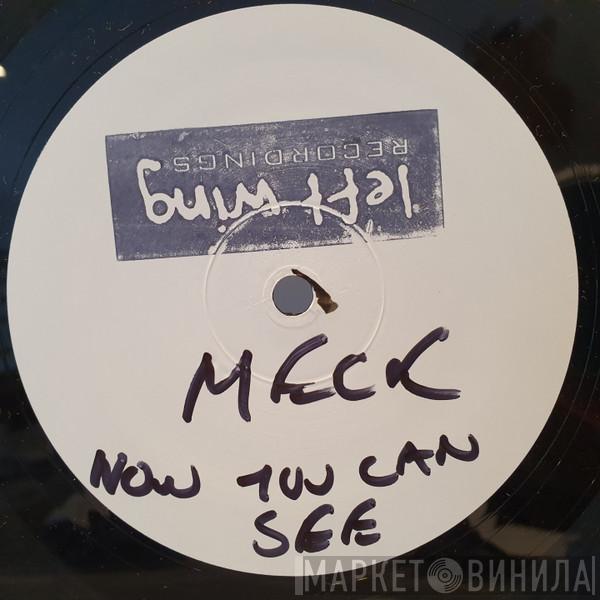 left wing
RECORDINGS
MECK
NOW YOU CAN
SEE
МАРКЕТ ВИНИЛА